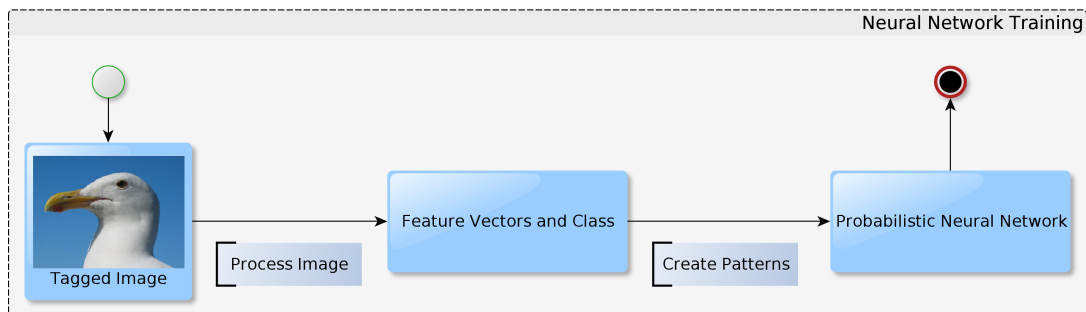 Neural Network Training
Tagged Image
Process Image
Feature Vectors and Class
Create Patterns
Probabilistic Neural Network